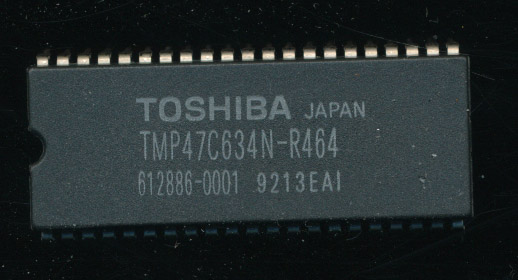 TOSHIBA JAPAN
TMP47C634N-R464
612886-0001 9213EAI